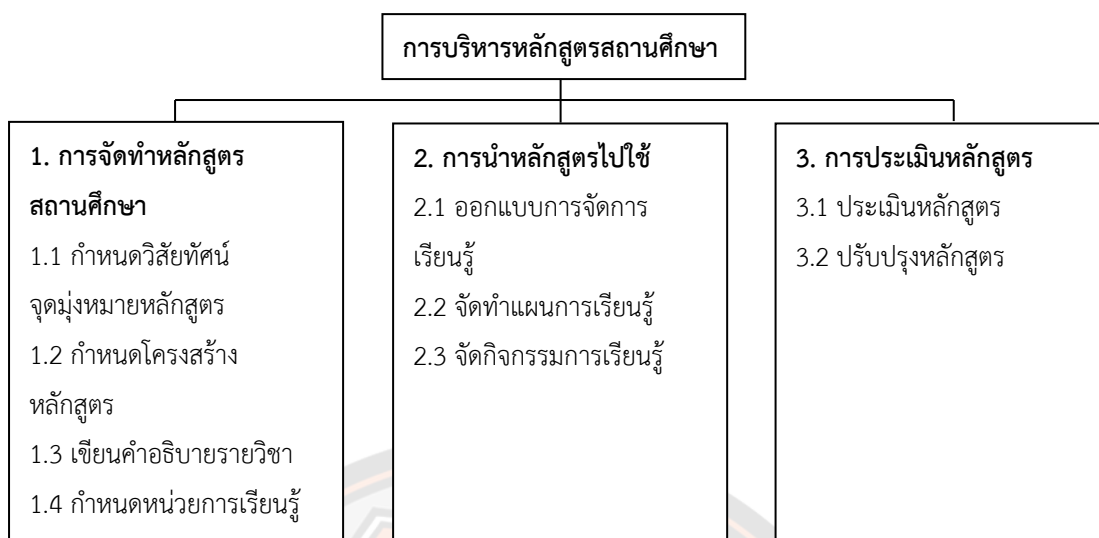 การบริหารหลักสูตรสถานศึกษา
1. การจัดทำหลักสูตร
สถานศึกษา
1.1 กำหนดวิสัยทัศน์
จุดมุ่งหมายหลักสูตร
1.2 กำหนดโครงสร้าง
หลักสูตร
1.3 เขียนคำอธิบายรายวิชา
1.4 กำหนดหน่วยการเรียนรู้
2. การนำหลักสูตรไปใช้
2.1 ออกแบบการจัดการ
เรียนรู้
2.2 จัดทำแผนการเรียนรู้
2.3 จัดกิจกรรมการเรียนรู้
3. การประเมินหลักสูตร
3.1 ประเมินหลักสูตร
3.2 ปรับปรุงหลักสูตร